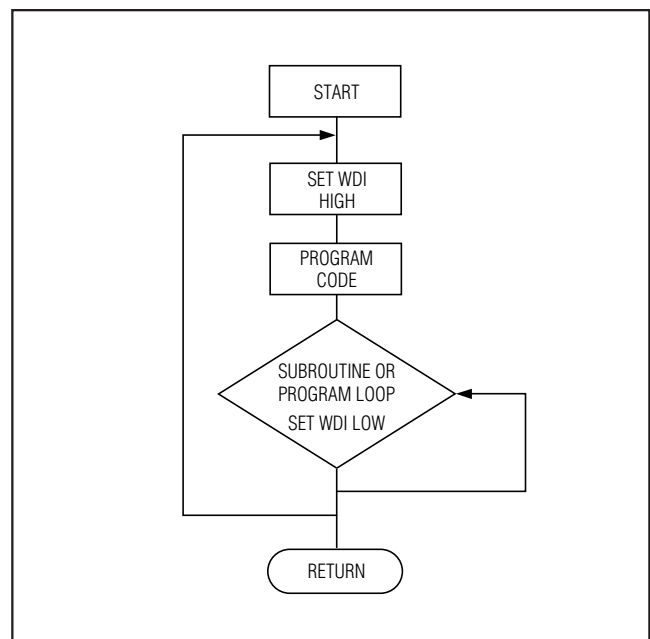 START
SET WDI
HIGH
PROGRAM
CODE
SUBROUTINE OR
PROGRAM LOOP
SET WDI LOW
RETURN